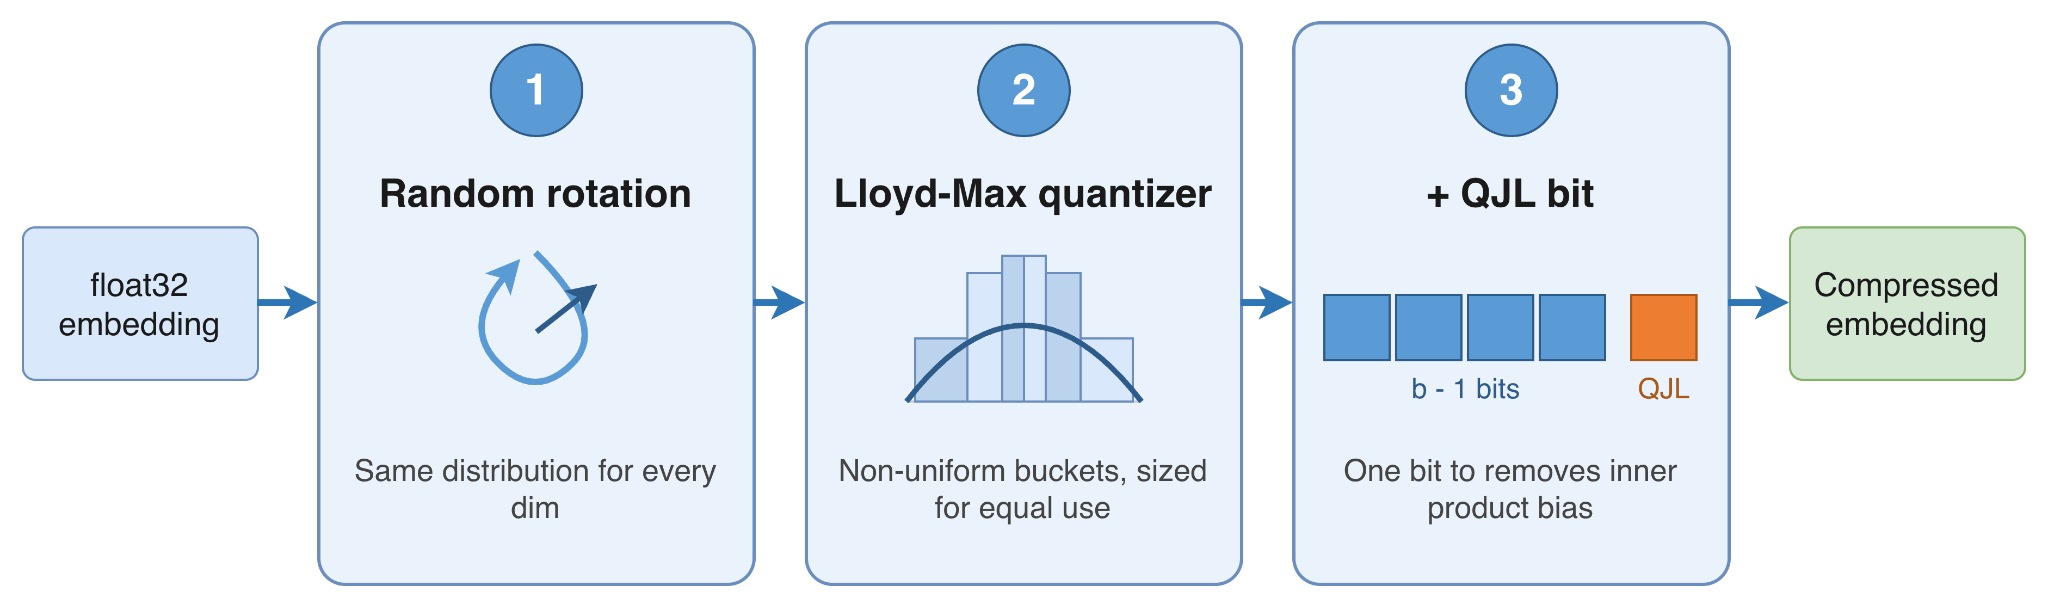 float32
embedding
1
Random rotation
Same distribution for every
dim
2
Lloyd-Max quantizer
Non-uniform buckets, sized
for equal use
3
+ QJL bit
b - 1 bits
QJL
One bit to removes inner
product bias
Compressed
embedding